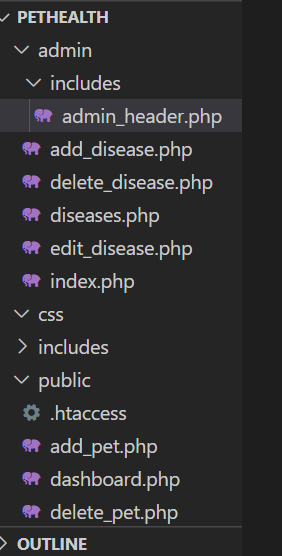 PETHEALTH
admin
includes
admin_header.php
add_disease.php
delete_disease.php
diseases.php
edit_disease.php
index.php
css
includes
public
.htaccess
add_pet.php
dashboard.php
delete_pet.php
OUTLINE